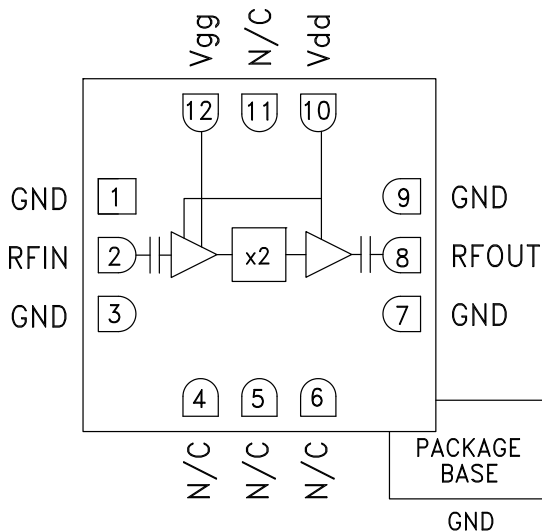 Vgg
N/C
Vdd
12
11
10
GND
1
9
GND
RFIN
2
x2
8
RFOUT
GND
3
7
GND
4
5
6
N/C
N/C
N/C
PACKAGE
BASE
GND